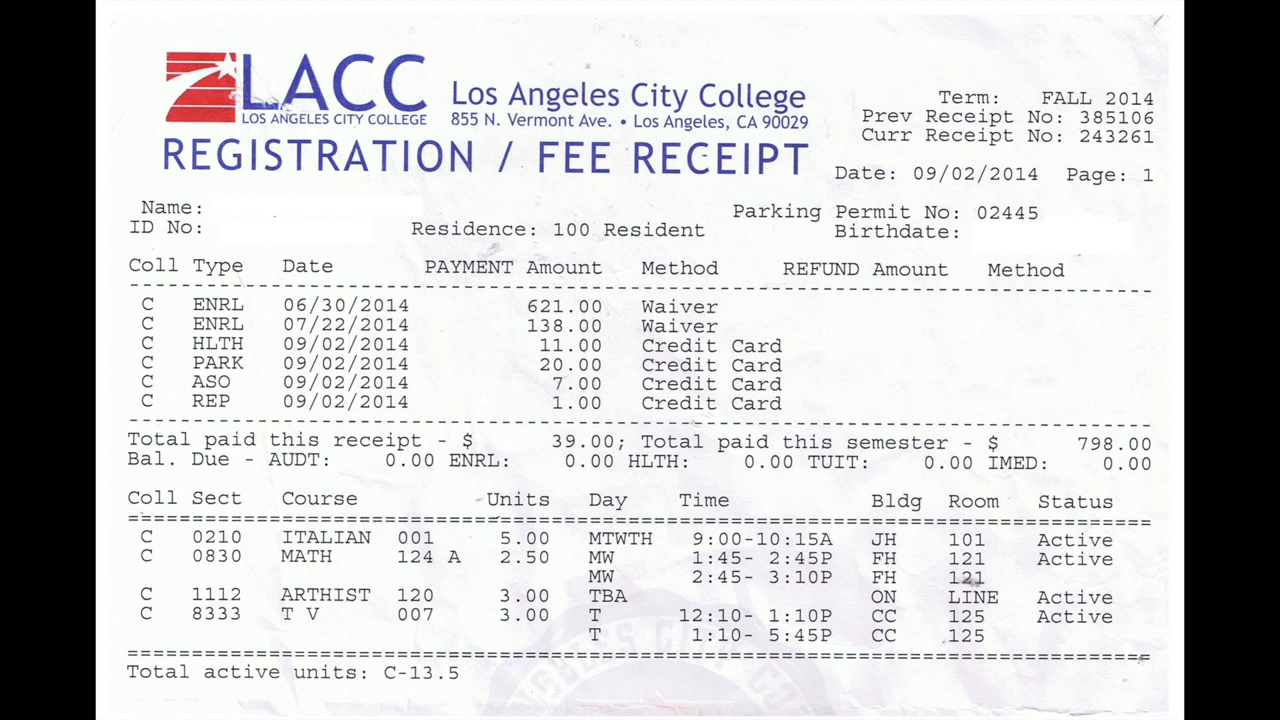 LACC
LOS ANGELES CITY COLLEGE
Los Angeles City College
855 N. Vermont Ave. • Los Angeles, CA 90029
REGISTRATION / FEE RECEIPT
Term: FALL 2014
Prev Receipt No: 385106
Curr Receipt No: 243261
Date: 09/02/2014 Page: 1
Name:
Parking Permit No: 02445
ID No: Residence: 100 Resident Birthdate:
Coll Type Date PAYMENT Amount Method REFUND Amount Method
C ENRL 06/30/2014 621.00 Waiver
C ENRL 07/22/2014 138.00 Waiver
C HLTH 09/02/2014 11.00 Credit Card
C PARK 09/02/2014 20.00 Credit Card
C ASO 09/02/2014 7.00 Credit Card
C REP 09/02/2014 1.00 Credit Card
Total paid this receipt - $ 39.00; Total paid this semester - $ 798.00
Bal. Due - AUDT: 0.00 ENRL: 0.00 HLTH: 0.00 TUIT: 0.00 IMED: 0.00
Coll Sect Course Units Day Time Bldg Room Status
C 0210 ITALIAN 001 5.00 MTWTH 9:00-10:15A JH 101 Active
C 0830 MATH 124 A 2.50 MW 1:45- 2:45P FH 121 Active
MW 2:45- 3:10P FH 121
C 1112 ARTHIST 120 3.00 TBA ON LINE Active
C 8333 T V 007 3.00 T 12:10- 1:10P CC 125 Active
T 1:10- 5:45P CC 125
Total active units: C-13.5